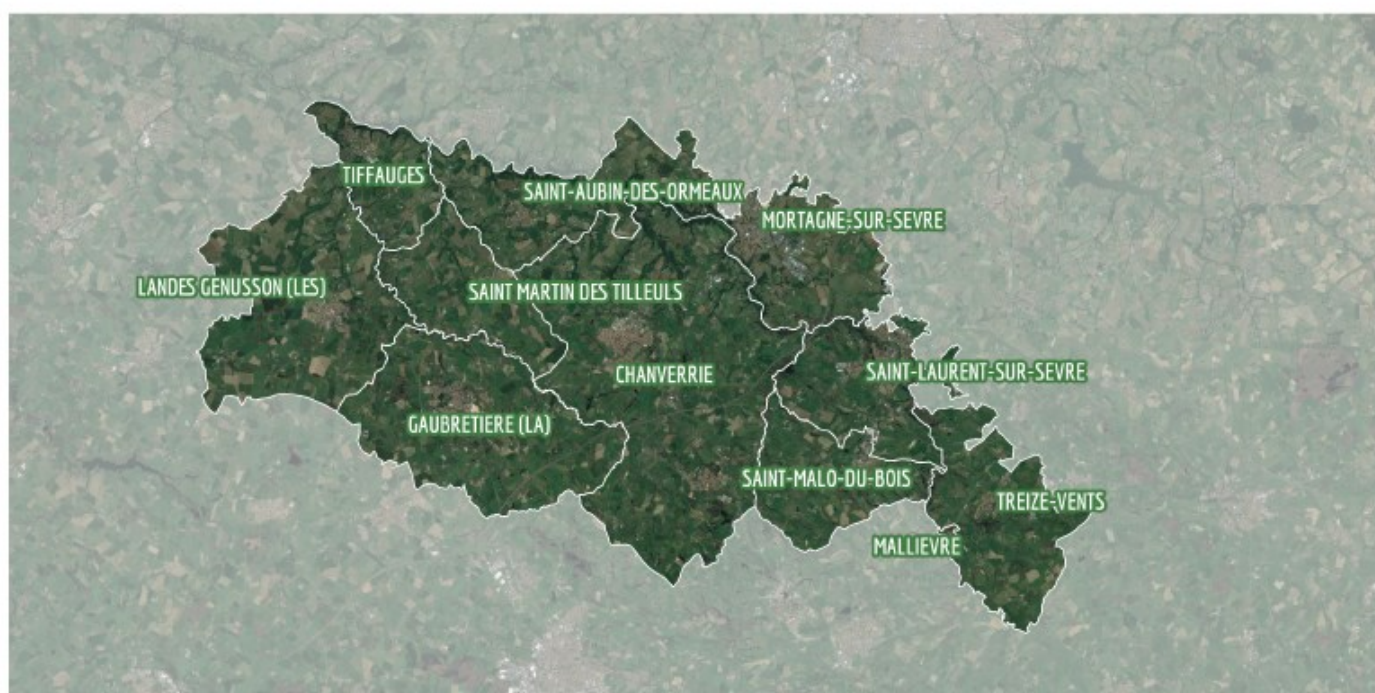 TIFFAUGES
SAINT-AUBIN-DES-ORMEAUX
MORTAGNE-SUR-SEVRE
LANDES GENUSSON (LES)
SAINT MARTIN DES TILLEULS
CHANVERRIE
SAINT-LAURENT-SUR-SEVRE
GAUBRETIERE (LA)
SAINT-MALO-DU-BOIS
TREIZE-VENTS
MALLIEVRE